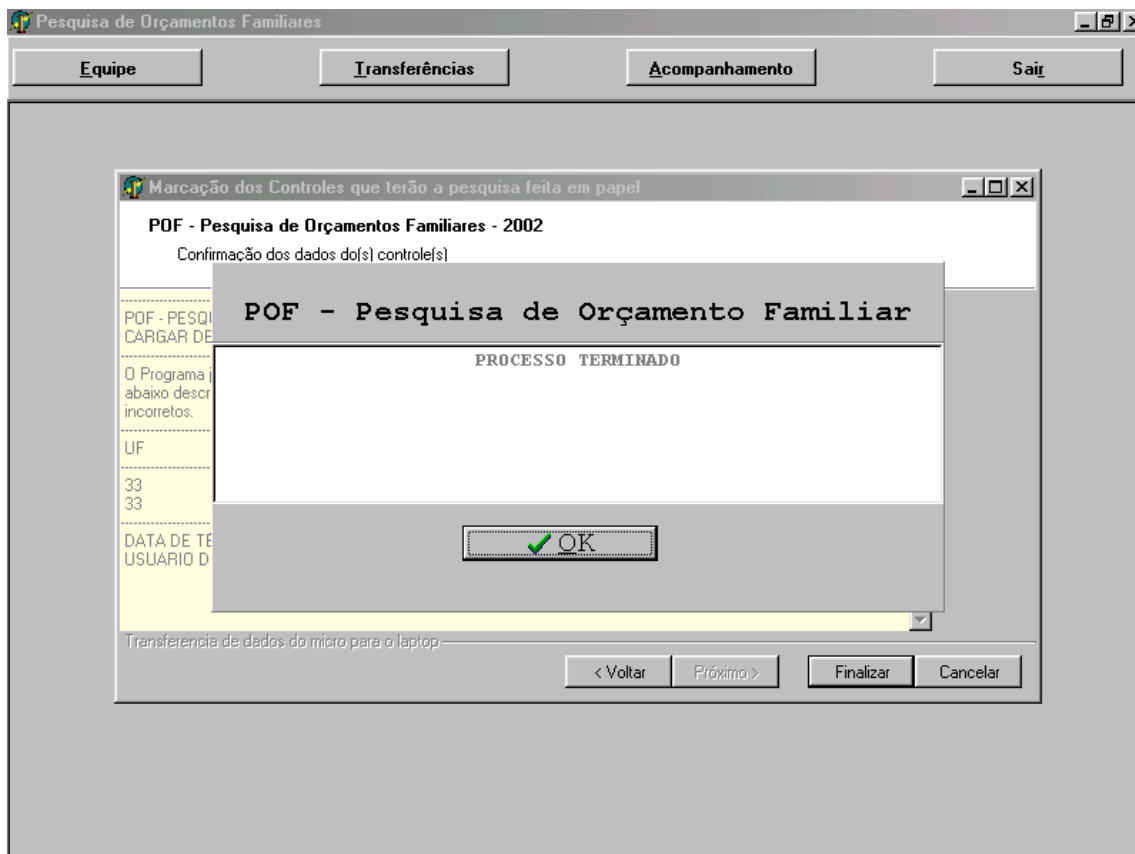 Pesquisa de Orçamentos Familiares
Equipe Transferências Acompanhamento Sair
Marcação dos Controles que terão a pesquisa feita em papel
POF - Pesquisa de Orçamentos Familiares - 2002
Confirmação dos dados do(s) controle(s)
POF - Pesquisa de Orçamento Familiar
PROCESSO TERMINADO
OK
POF - PESQUI
CARGAR DE
O Programa j
abaixo descr
incorretos.
UF
33
33
DATA DE TÉ
USUARIO D
Transferencia de dados do micro para o laptop
< Voltar Próximo > Finalizar Cancelar